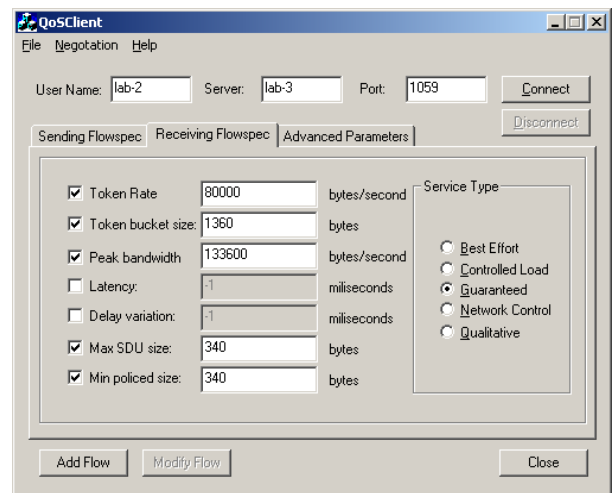 QoSClient
File Negotation Help
User Name: lab-2 Server: lab-3 Port: 1059 Connect
Disconnect
Sending Flowspec Receiving Flowspec Advanced Parameters
Service Type
Token Rate 80000 bytes/second
Token bucket size: 1360 bytes
Peak bandwidth 133600 bytes/second
Latency: -1 miliseconds
Delay variation: -1 miliseconds
Max SDU size: 340 bytes
Min policed size: 340 bytes
Best Effort
Controlled Load
Guaranteed
Network Control
Qualitative
Add Flow Modify Flow Close